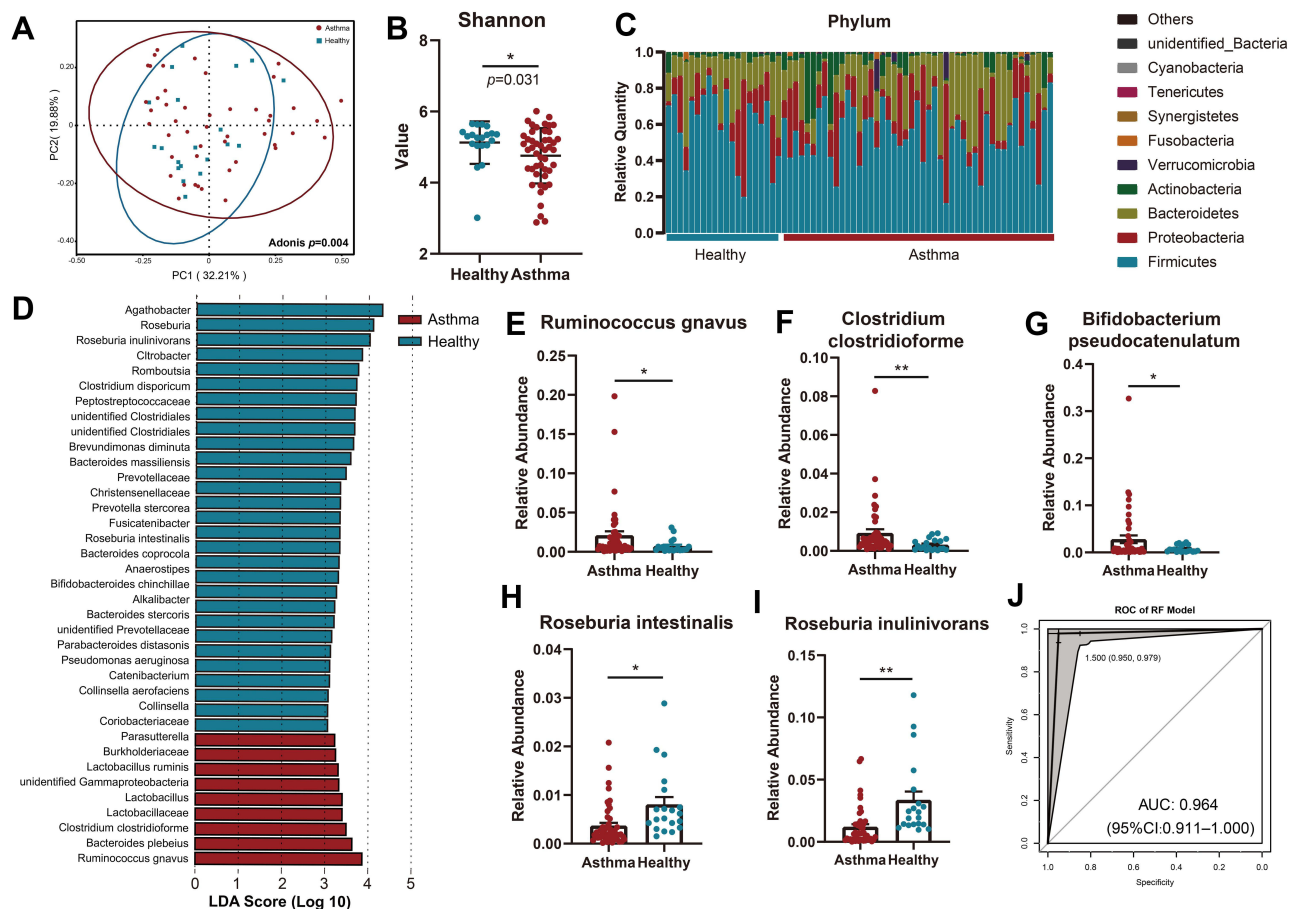 A
Asthma
Healthy
0.20
0
-0.20
-0.40
PC2( 19.88% )
-0.50
-0.25
0
0.25
0.50
PC1 ( 32.21% )
Adonis p=0.004
B
Shannon
*
p=0.031
8
6
4
2
Value
Healthy Asthma
C
Phylum
1.0
0.8
0.6
0.4
0.2
0.0
Relative Quantity
Healthy
Asthma
Others
unidentified_Bacteria
Cyanobacteria
Tenericutes
Synergistetes
Fusobacteria
Verrucomicrobia
Actinobacteria
Bacteroidetes
Proteobacteria
Firmicutes
D
Asthma
Healthy
Agathobacter
Roseburia
Roseburia inulinivorans
Cltrobacter
Romboutsia
Clostridium disporicum
Peptostreptococcaceae
unidentified Clostridiales
unidentified Clostridiales
Brevundimonas diminuta
Bacteroides massiliensis
Prevotellaceae
Christensenellaceae
Prevotella stercorea
Fusicatenibacter
Roseburia intestinalis
Bacteroides coprocola
Anaerostipes
Bifidobacteroides chinchillae
Alkalibacter
Bacteroides stercoris
unidentified Prevotellaceae
Parabacteroides distasonis
Pseudomonas aeruginosa
Catenibacterium
Collinsella aerofaciens
Collinsella
Coriobacteriaceae
Parasutterella
Burkholderiaceae
Lactobacillus ruminis
unidentified Gammaproteobacteria
Lactobacillus
Lactobacillaceae
Clostridium clostridioforme
Bacteroides plebeius
Ruminococcus gnavus
0 1 2 3 4 5
LDA Score (Log 10)
E
Ruminococcus gnavus
*
0.25
0.20
0.15
0.10
0.05
0.00
Relative Abundance
Asthma Healthy
F
Clostridium
clostridioforme
**
0.10
0.08
0.06
0.04
0.02
0.00
Relative Abundance
Asthma Healthy
G
Bifidobacterium
pseudocatenulatum
*
0.4
0.3
0.2
0.1
0.0
Relative Abundance
Asthma Healthy
H
Roseburia intestinalis
*
0.04
0.03
0.02
0.01
0.00
Relative Abundance
Asthma Healthy
I
Roseburia inulinivorans
**
0.15
0.10
0.05
0.00
Relative Abundance
Asthma Healthy
J
ROC of RF Model
1.500 (0.950, 0.979)
1.0
0.8
0.6
0.4
0.2
0.0
Sensitivity
AUC: 0.964
(95%CI:0.911–1.000)
1.0 0.8 0.6 0.4 0.2 0.0
Specificity